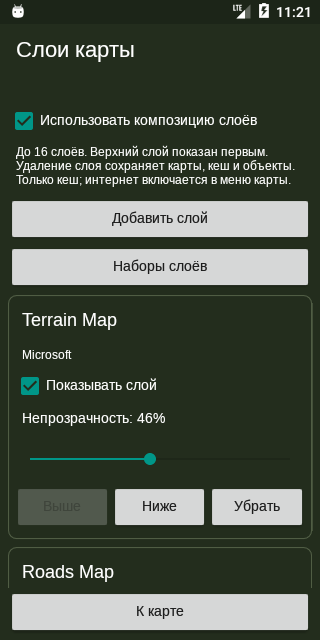 LTE 11:21
Слои карты
Использовать композицию слоёв
До 16 слоёв. Верхний слой показан первым.
Удаление слоя сохраняет карты, кеш и объекты.
Только кеш; интернет включается в меню карты.
Добавить слой
Наборы слоёв
Terrain Map
Microsoft
Показывать слой
Непрозрачность: 46%
Выше Ниже Убрать
Roads Map
К карте